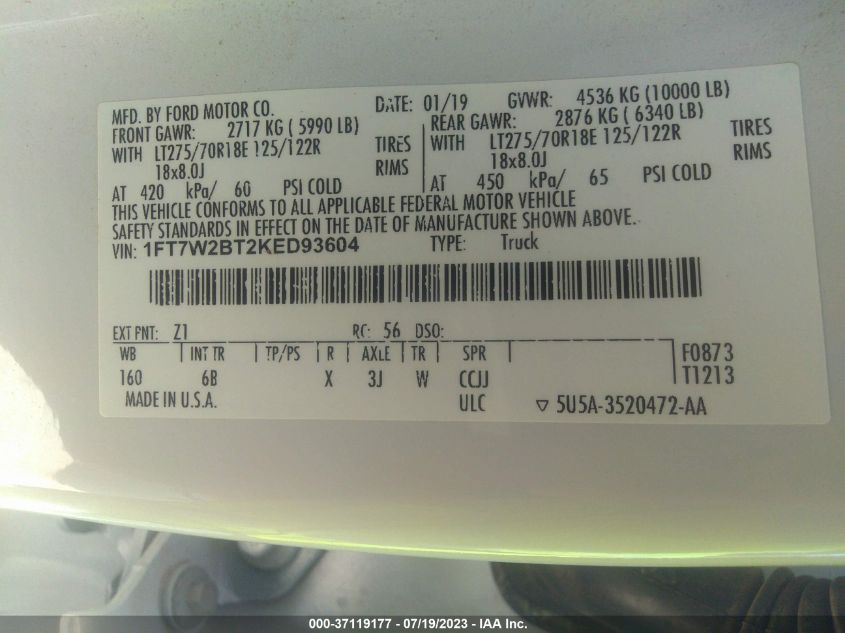 MFD. BY FORD MOTOR CO. DATE: 01/19 GVWR: 4536 KG (10000 LB)
FRONT GAWR: 2717 KG ( 5990 LB) REAR GAWR: 2876 KG ( 6340 LB)
WITH LT275/70R18E 125/122R TIRES WITH LT275/70R18E 125/122R TIRES
18x8.0J RIMS 18x8.0J RIMS
AT 420 kPa/ 60 PSI COLD AT 450 kPa/ 65 PSI COLD
THIS VEHICLE CONFORMS TO ALL APPLICABLE FEDERAL MOTOR VEHICLE
SAFETY STANDARDS IN EFFECT ON THE DATE OF MANUFACTURE SHOWN ABOVE.
VIN: 1FT7W2BT2KED93604 TYPE: Truck
EXT PNT: Z1 RC: 56 DSO:
WB INT TR TP/PS R AXLE TR SPR F0873
160 6B X 3J W CCJJ T1213
MADE IN U.S.A. ULC ▽ 5U5A-3520472-AA
000-37119177 - 07/19/2023 - IAA Inc.